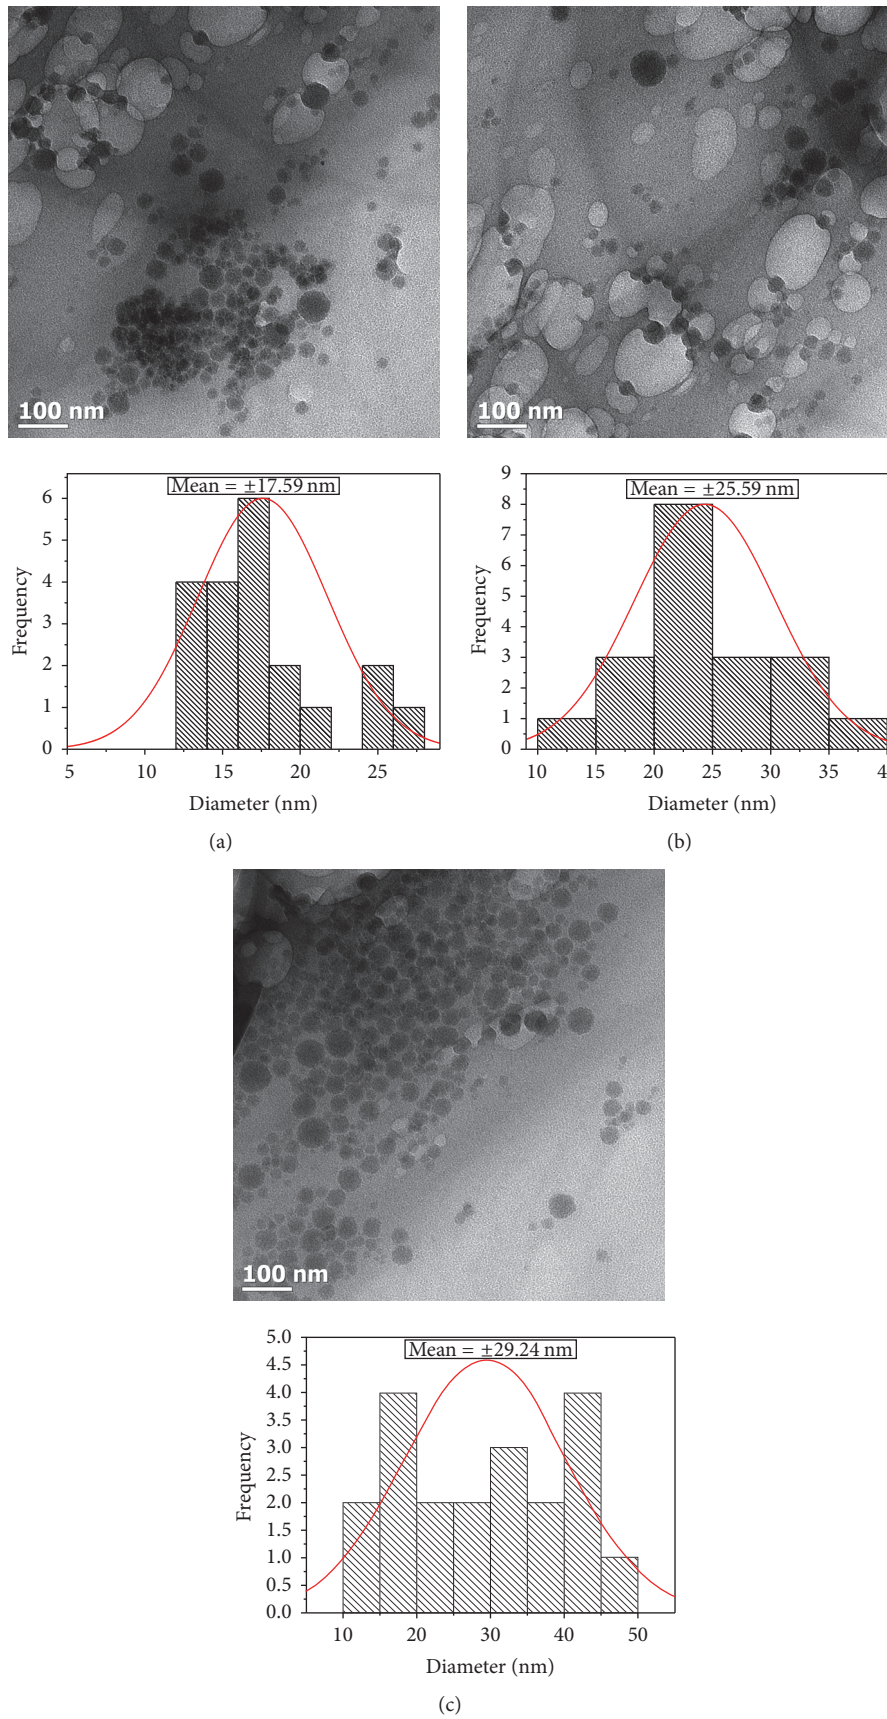 100 nm
100 nm
Mean = ±17.59 nm
6
5
4
3
2
1
0
Frequency
5 10 15 20 25
Diameter (nm)
(a)
Mean = ±25.59 nm
9
8
7
6
5
4
3
2
1
0
Frequency
10 15 20 25 30 35
Diameter (nm)
(b)
100 nm
Mean = ±29.24 nm
5.0
4.5
4.0
3.5
3.0
2.5
2.0
1.5
1.0
0.5
0.0
Frequency
10 20 30 40 50
Diameter (nm)
(c)